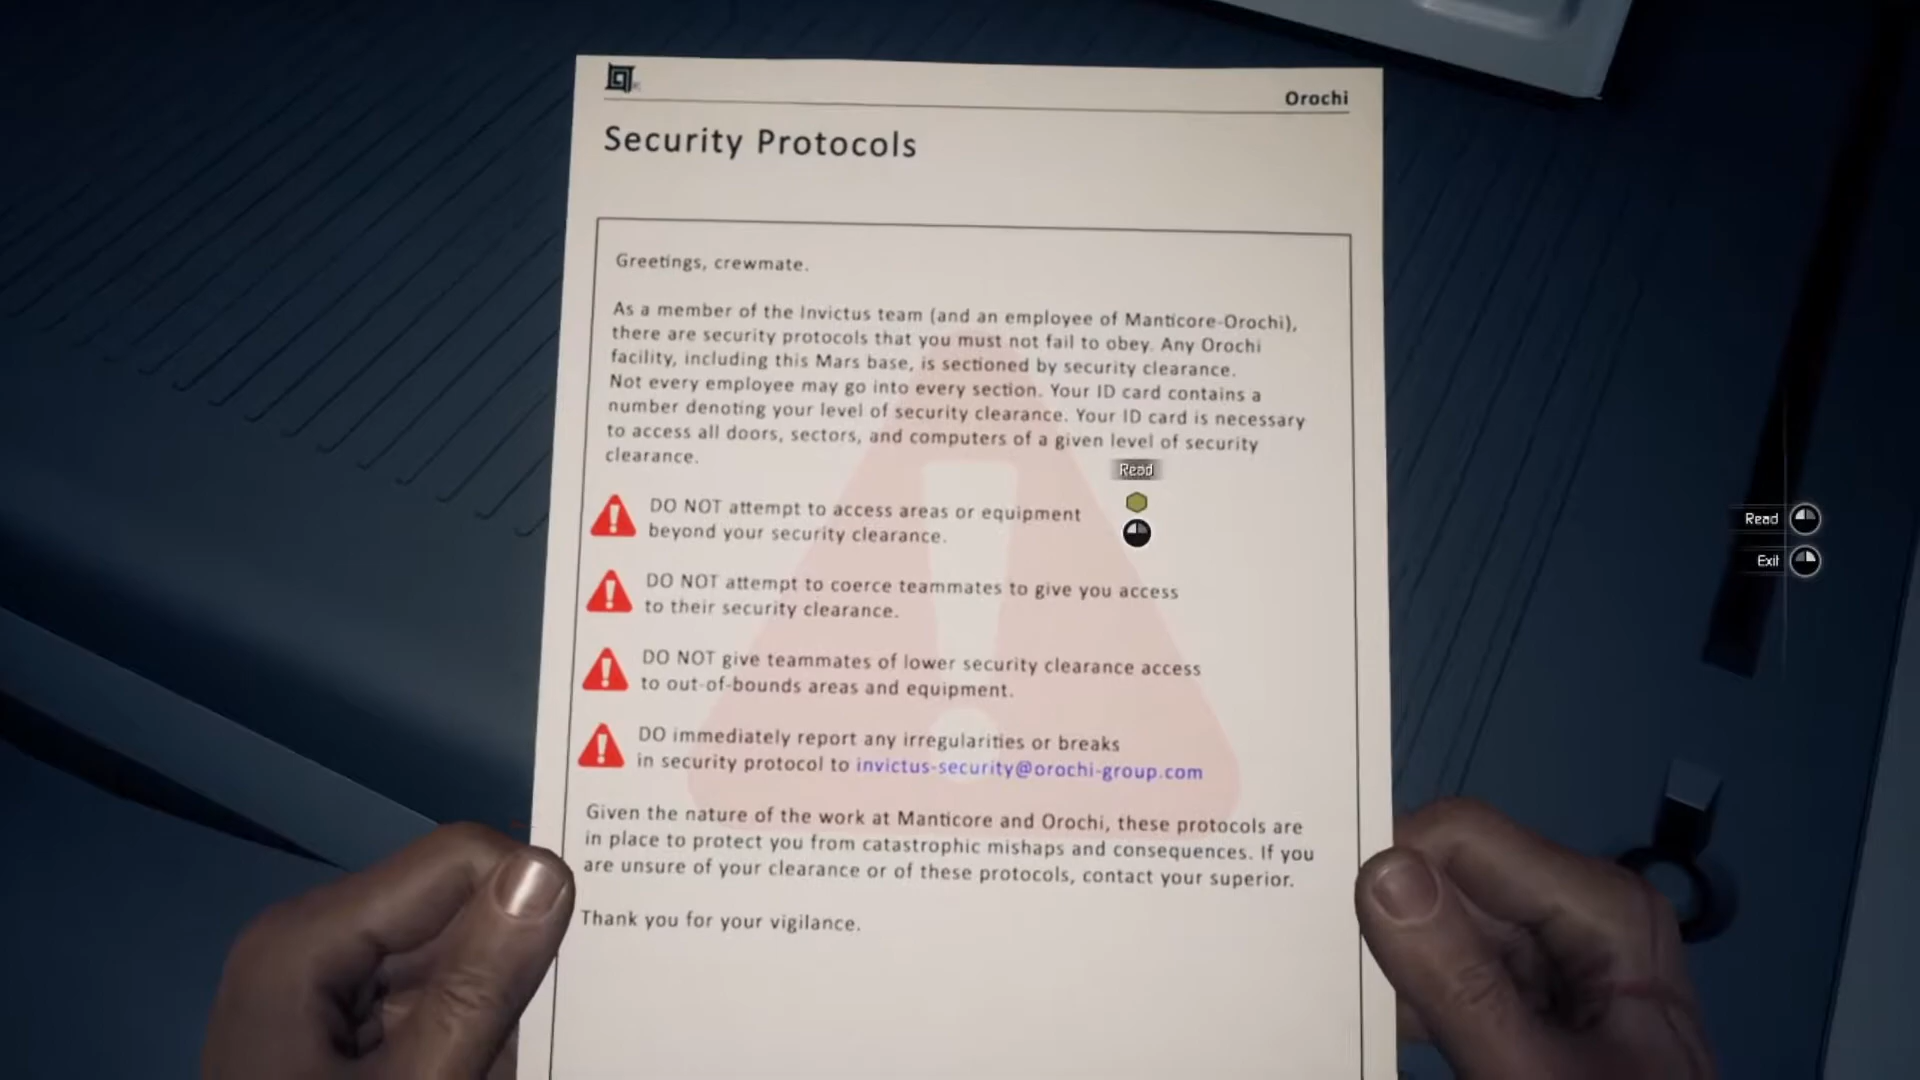 Orochi
Security Protocols
Greetings, crewmate.
As a member of the Invictus team (and an employee of Manticore-Orochi),
there are security protocols that you must not fail to obey. Any Orochi
facility, including this Mars base, is sectioned by security clearance.
Not every employee may go into every section. Your ID card contains a
number denoting your level of security clearance. Your ID card is necessary
to access all doors, sectors, and computers of a given level of security
clearance.
Read
DO NOT attempt to access areas or equipment
beyond your security clearance.
Read
Exit
DO NOT attempt to coerce teammates to give you access
to their security clearance.
DO NOT give teammates of lower security clearance access
to out-of-bounds areas and equipment.
DO immediately report any irregularities or breaks
in security protocol to invictus-security@orochi-group.com
Given the nature of the work at Manticore and Orochi, these protocols are
in place to protect you from catastrophic mishaps and consequences. If you
are unsure of your clearance or of these protocols, contact your superior.
Thank you for your vigilance.